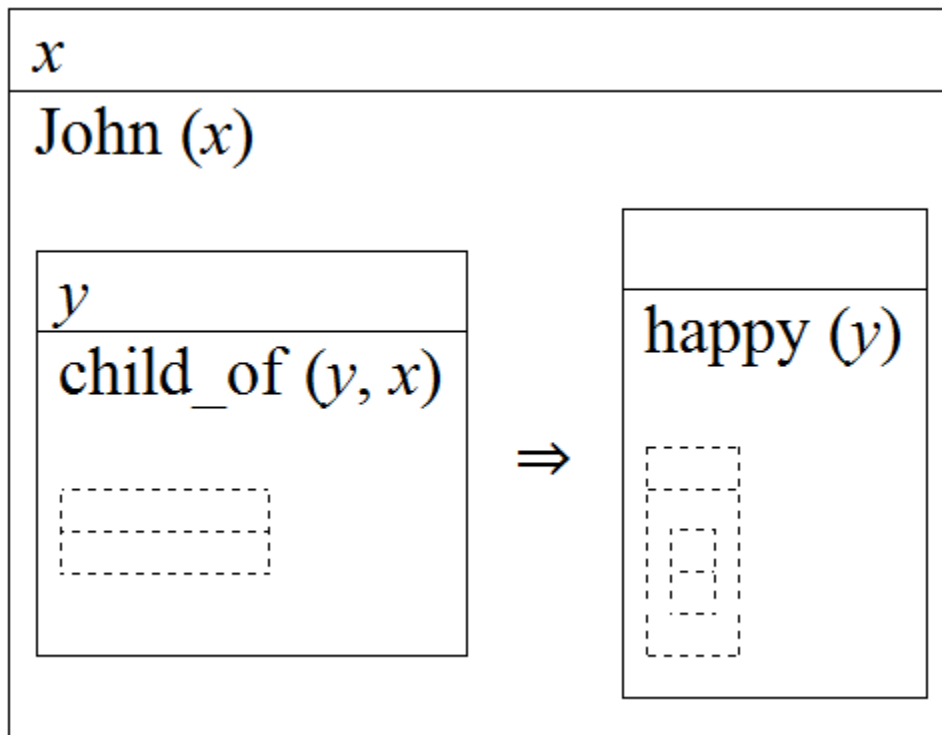 x
John (x)
y
child_of (y, x)
⇒
happy (y)